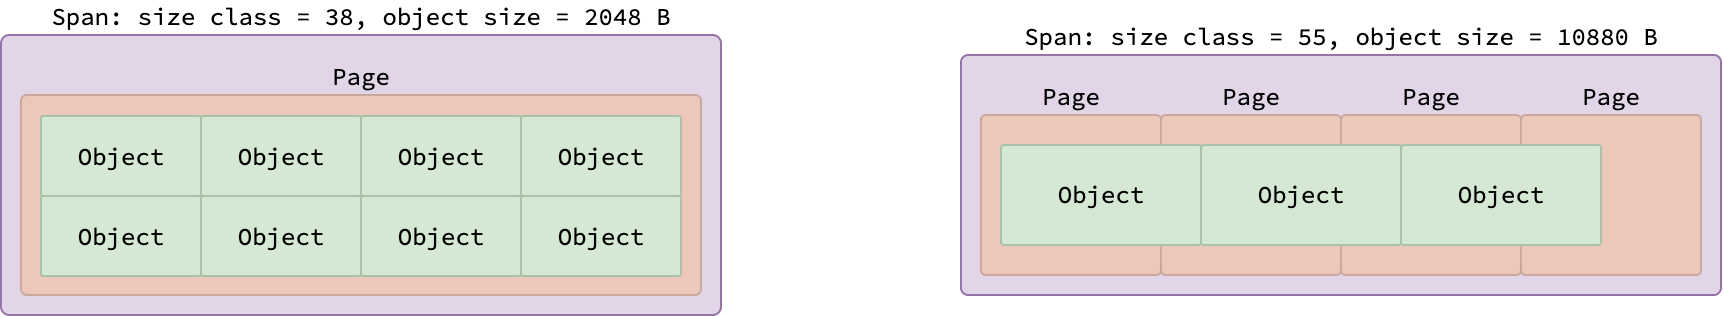 Span: size class = 38, object size = 2048 B
Page
Object Object Object Object
Object Object Object Object
Span: size class = 55, object size = 10880 B
Page Page Page Page
Object Object Object